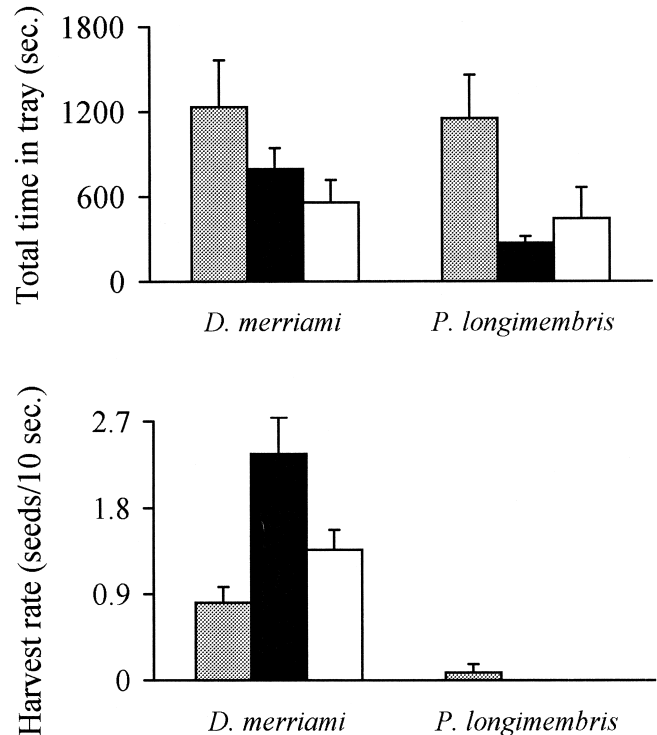 Total time in tray (sec.)
1800
1200
600
0
D. merriami
P. longimembris
Harvest rate (seeds/10 sec.)
2.7
1.8
0.9
0
D. merriami
P. longimembris